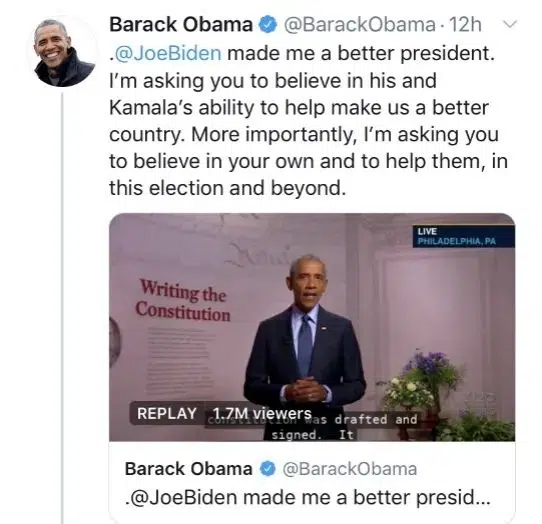 Barack Obama @BarackObama · 12h
.@JoeBiden made me a better president.
I’m asking you to believe in his and
Kamala’s ability to help make us a better
country. More importantly, I’m asking you
to believe in your own and to help them, in
this election and beyond.
LIVE
PHILADELPHIA, PA
Writing the
Constitution
REPLAY 1.7M viewers
constitution was drafted and
signed. It
Barack Obama @BarackObama
.@JoeBiden made me a better presid...